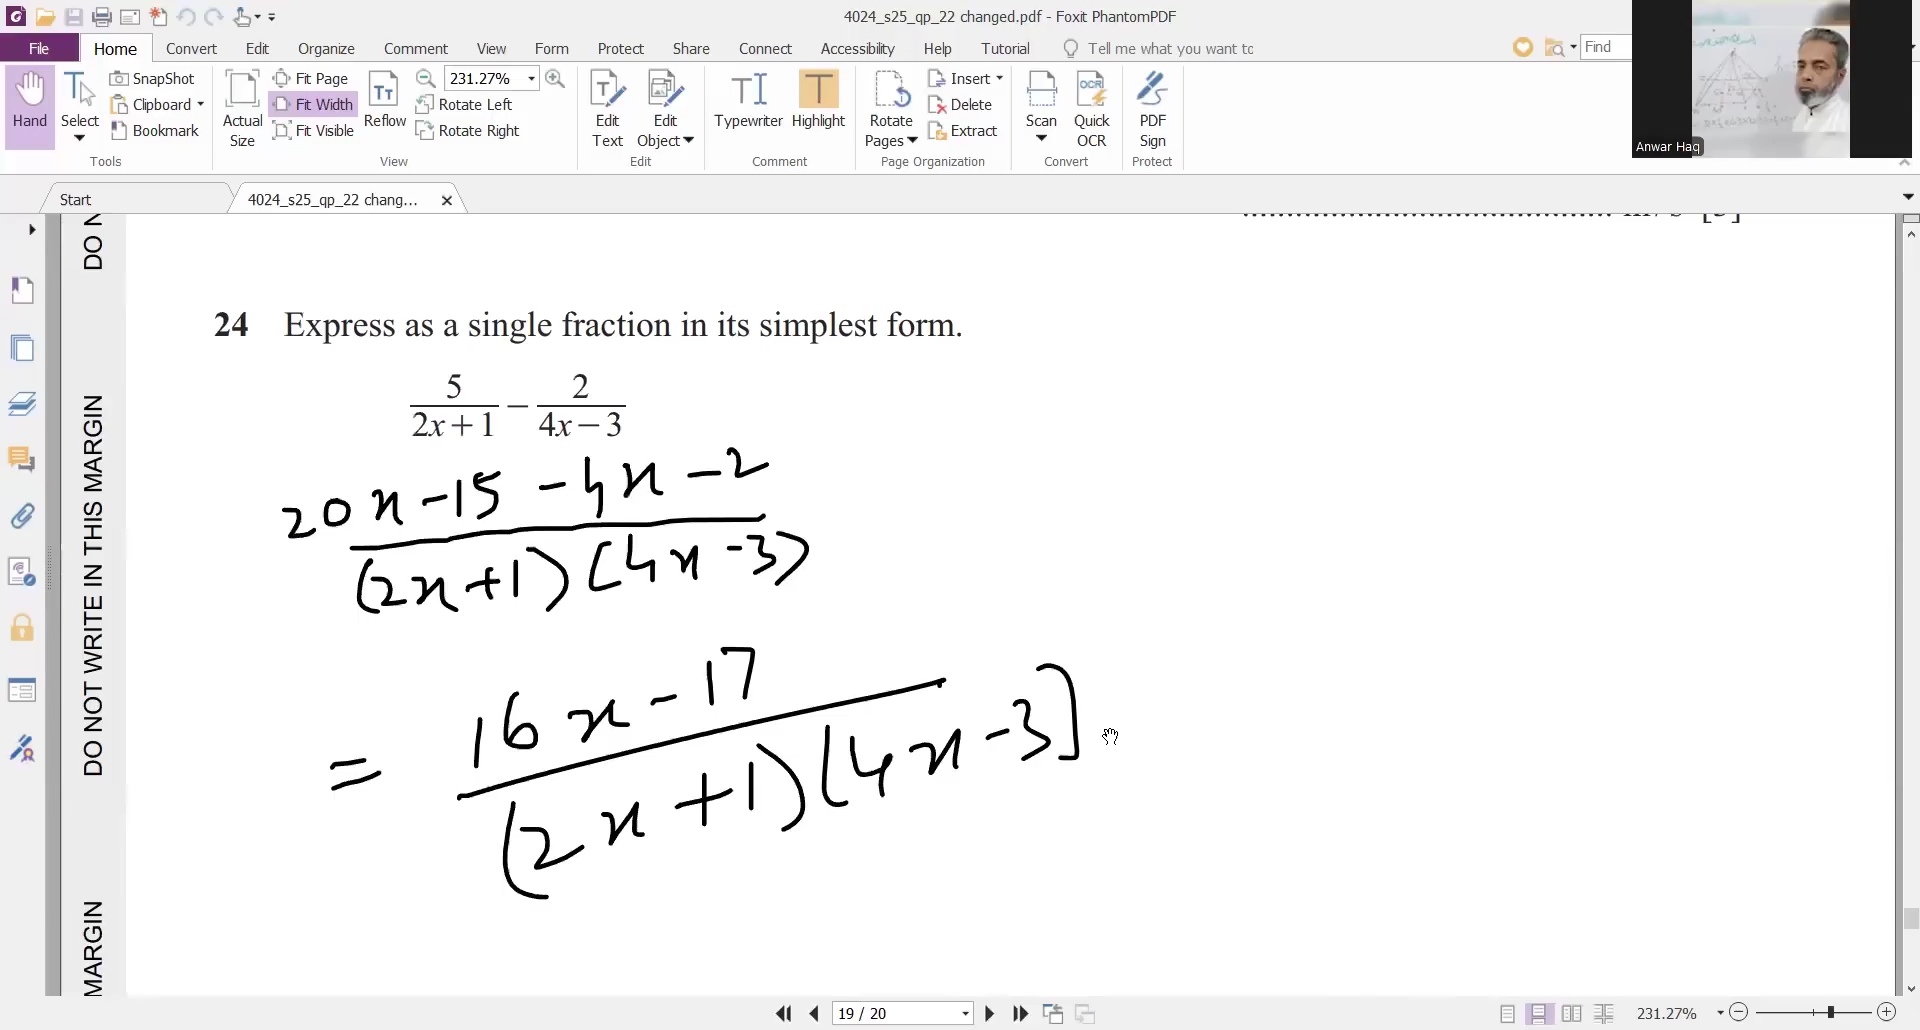 4024_s25_qp_22 changed.pdf - Foxit PhantomPDF
File Home Convert Edit Organize Comment View Form Protect Share Connect Accessibility Help Tutorial Tell me what you want to Find
Hand
Select
SnapShot
Clipboard
Bookmark
Tools
Actual Size
Fit Page
Fit Width
Fit Visible
Reflow
231.27%
Rotate Left
Rotate Right
View
Edit Text
Edit Object
Edit
Typewriter
Highlight
Comment
Rotate Pages
Insert
Delete
Extract
Page Organization
Scan
Quick OCR
Convert
PDF Sign
Protect
Anwar Haq
Start
4024_s25_qp_22 chang...
DO NOT WRITE IN THIS MARGIN
24 Express as a single fraction in its simplest form.
5/(2x+1) − 2/(4x−3)
20x-15-4x-2
(2x+1)(4x-3)
= 16x-17
(2x+1)(4x-3]
MARGIN
19 / 20
231.27%